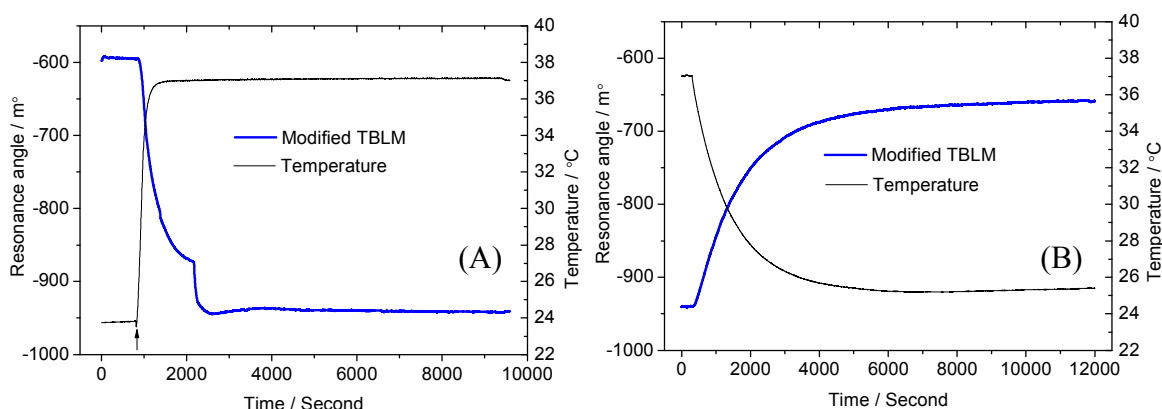 -600
-700
-800
-900
-1000
Resonance angle / m°
Modified TBLM
Temperature
(A)
40
38
36
34
32
30
28
26
24
22
Temperature / °C
0 2000 4000 6000 8000 10000
Time / Second
-600
-700
-800
-900
-1000
Resonance angle / m°
Modified TBLM
Temperature
(B)
40
38
36
34
32
30
28
26
24
22
Temperature / °C
0 2000 4000 6000 8000 10000 12000
Time / Second